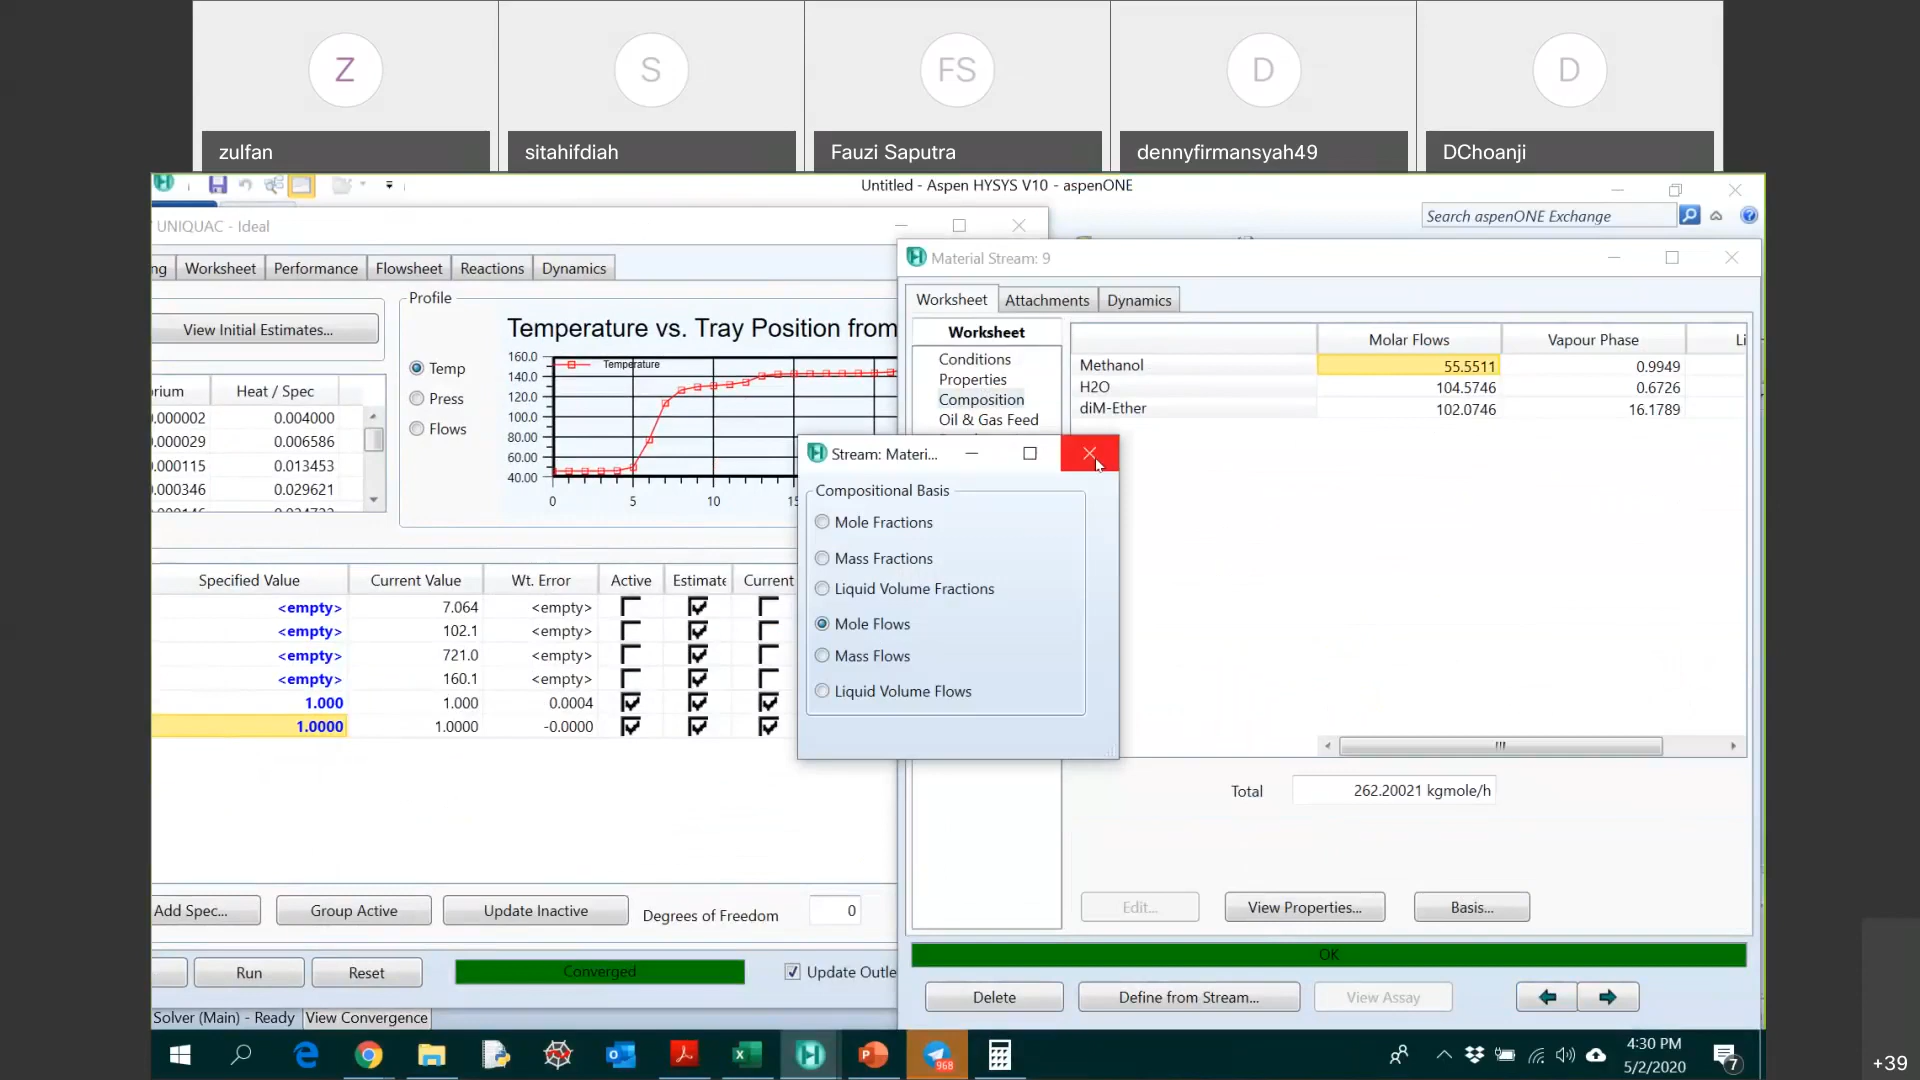 Z
S
FS
D
D
zulfan
sitahifdiah
Fauzi Saputra
dennyfirmansyah49
DChoanji
Untitled - Aspen HYSYS V10 - aspenONE
Search aspenONE Exchange
UNIQUAC - Ideal
ng
Worksheet
Performance
Flowsheet
Reactions
Dynamics
View Initial Estimates...
rium
Heat / Spec
.000002
0.004000
.000029
0.006586
.000115
0.013453
.000346
0.029621
Profile
Temp
Press
Flows
Temperature vs. Tray Position from
Temperature
160.0
140.0
120.0
100.0
80.00
60.00
40.00
0
5
10
Specified Value
Current Value
Wt. Error
Active
Estimate
Current
<empty>
7.064
<empty>
<empty>
102.1
<empty>
<empty>
721.0
<empty>
<empty>
160.1
<empty>
1.000
1.000
0.0004
1.0000
1.0000
-0.0000
Add Spec...
Group Active
Update Inactive
Degrees of Freedom
0
Run
Reset
Converged
Update Outle
Solver (Main) - Ready
View Convergence
Material Stream: 9
Worksheet
Attachments
Dynamics
Worksheet
Conditions
Properties
Composition
Oil & Gas Feed
Molar Flows
Vapour Phase
Li
Methanol
55.5511
0.9949
H2O
104.5746
0.6726
diM-Ether
102.0746
16.1789
Stream: Materi...
Compositional Basis
Mole Fractions
Mass Fractions
Liquid Volume Fractions
Mole Flows
Mass Flows
Liquid Volume Flows
Total
262.20021 kgmole/h
Edit...
View Properties...
Basis...
OK
Delete
Define from Stream...
View Assay
968
4:30 PM
5/2/2020
7
+39